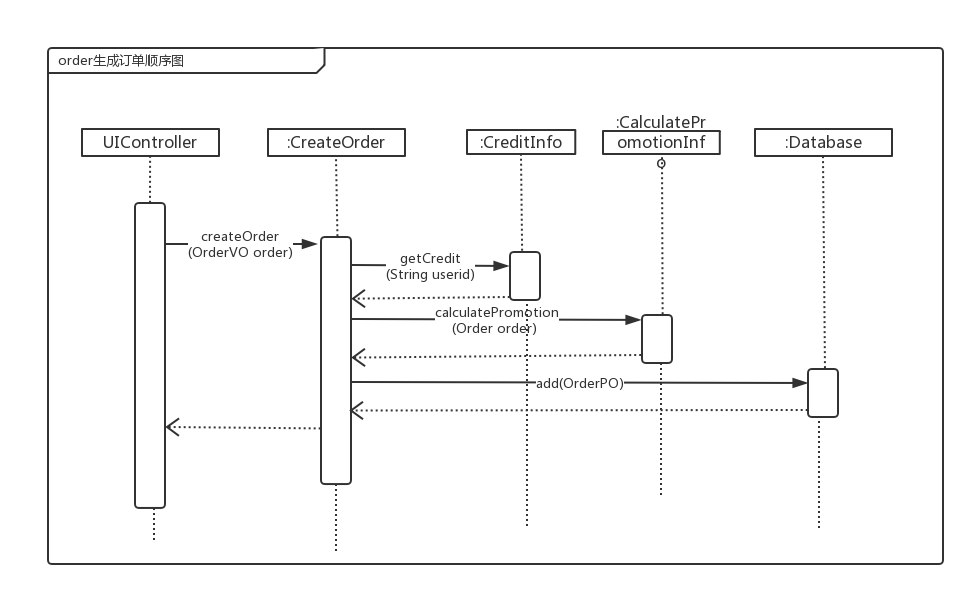 order生成订单顺序图
UIController
:CreateOrder
:CreditInfo
:CalculatePr
omotionInf
:Database
createOrder
(OrderVO order)
getCredit
(String userid)
calculatePromotion
(Order order)
add(OrderPO)